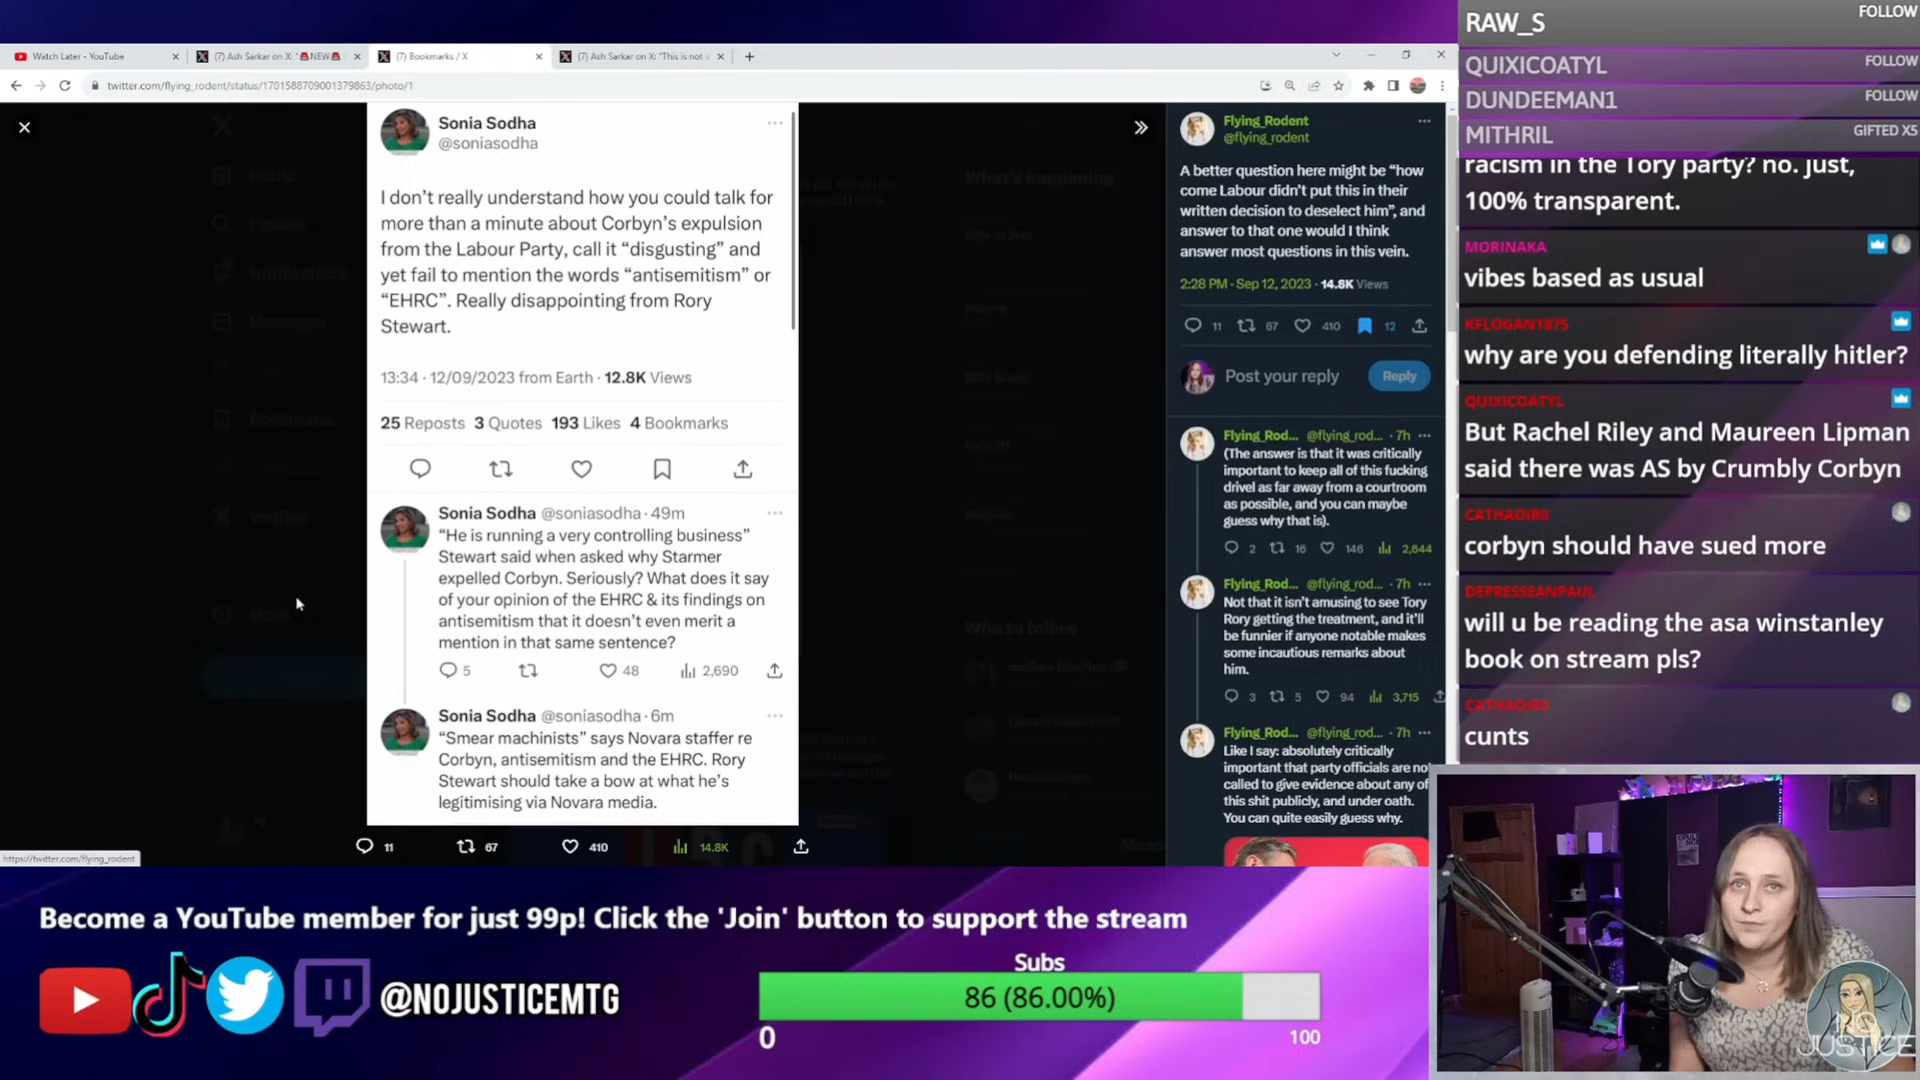 Watch Later - YouTube
(7) Ash Sarkar on X: "🚨NEW🚨
(7) Bookmarks / X
(7) Ash Sarkar on X: "This is not
twitter.com/flying_rodent/status/1701588709001379863/photo/1
Sonia Sodha
@soniasodha
I don't really understand how you could talk for
more than a minute about Corbyn's expulsion
from the Labour Party, call it "disgusting" and
yet fail to mention the words "antisemitism" or
"EHRC". Really disappointing from Rory
Stewart.
13:34 · 12/09/2023 from Earth · 12.8K Views
25 Reposts 3 Quotes 193 Likes 4 Bookmarks
Sonia Sodha @soniasodha · 49m
"He is running a very controlling business"
Stewart said when asked why Starmer
expelled Corbyn. Seriously? What does it say
of your opinion of the EHRC & its findings on
antisemitism that it doesn't even merit a
mention in that same sentence?
5 48 2,690
Sonia Sodha @soniasodha · 6m
"Smear machinists" says Novara staffer re
Corbyn, antisemitism and the EHRC. Rory
Stewart should take a bow at what he's
legitimising via Novara media.
11 67 410 14.8K
https://twitter.com/flying_rodent
What's happening
Who to follow
Home
More
Flying_Rodent
@flying_rodent
A better question here might be "how
come Labour didn't put this in their
written decision to deselect him", and
answer to that one would I think
answer most questions in this vein.
2:28 PM · Sep 12, 2023 · 14.8K Views
11 67 410 12
Post your reply
Reply
Flying_Rod... @flying_rod... · 7h
(The answer is that it was critically
important to keep all of this fucking
drivel as far away from a courtroom
as possible, and you can maybe
guess why that is).
2 16 146 2,644
Flying_Rod... @flying_rod... · 7h
Not that it isn't amusing to see Tory
Rory getting the treatment, and it'll
be funnier if anyone notable makes
some incautious remarks about
him.
3 5 94 3,715
Flying_Rod... @flying_rod... · 7h
Like I say: absolutely critically
important that party officials are not
called to give evidence about any of
this shit publicly, and under oath.
You can quite easily guess why.
RAW_S FOLLOW
QUIXICOATYL FOLLOW
DUNDEEMAN1 FOLLOW
MITHRIL GIFTED X5
racism in the Tory party? no. just,
100% transparent.
MORINAKA
vibes based as usual
KFLOGAN1875
why are you defending literally hitler?
QUIXICOATYL
But Rachel Riley and Maureen Lipman
said there was AS by Crumbly Corbyn
CATHADIR0
corbyn should have sued more
DEPRESSEANPAUL
will u be reading the asa winstanley
book on stream pls?
CATHADIR0
cunts
Become a YouTube member for just 99p! Click the 'Join' button to support the stream
@NOJUSTICEMTG
Subs
86 (86.00%)
0 100
NO
JUSTICE